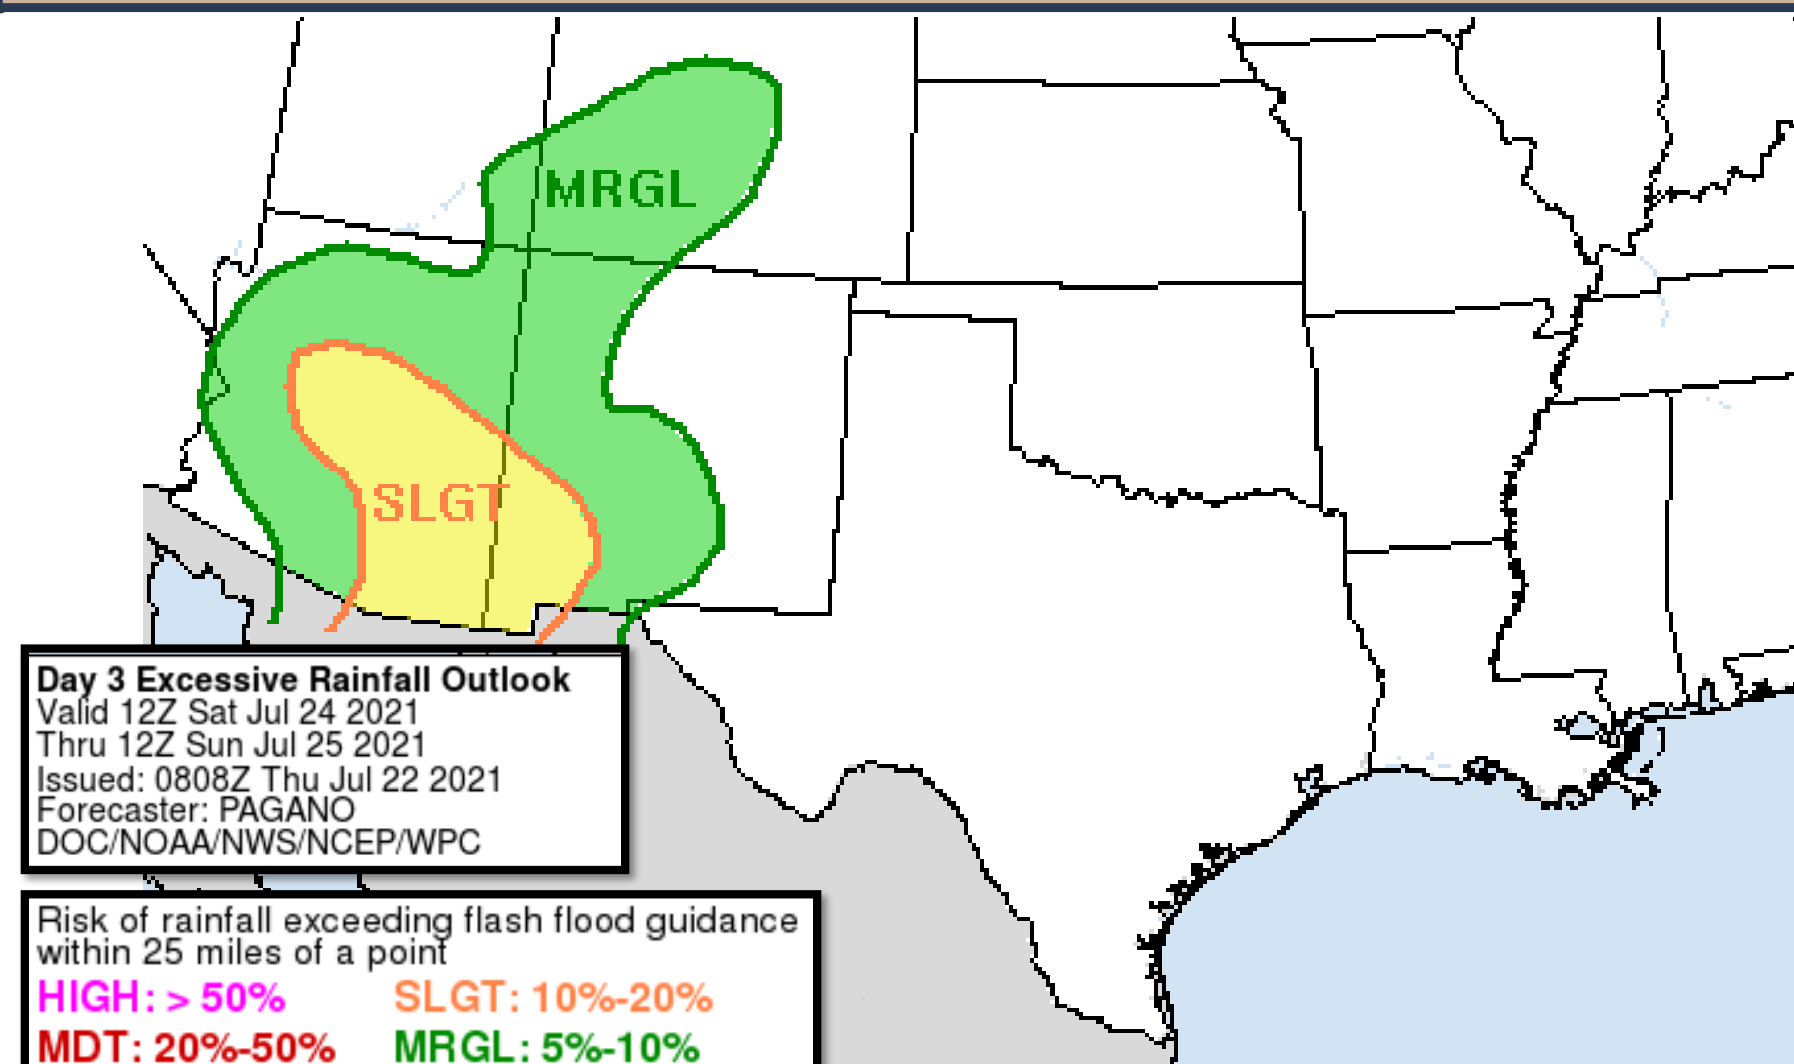 MRGL
SLGT
Day 3 Excessive Rainfall Outlook
Valid 12Z Sat Jul 24 2021
Thru 12Z Sun Jul 25 2021
Issued: 0808Z Thu Jul 22 2021
Forecaster: PAGANO
DOC/NOAA/NWS/NCEP/WPC
Risk of rainfall exceeding flash flood guidance
within 25 miles of a point
HIGH: > 50% SLGT: 10%-20%
MDT: 20%-50% MRGL: 5%-10%